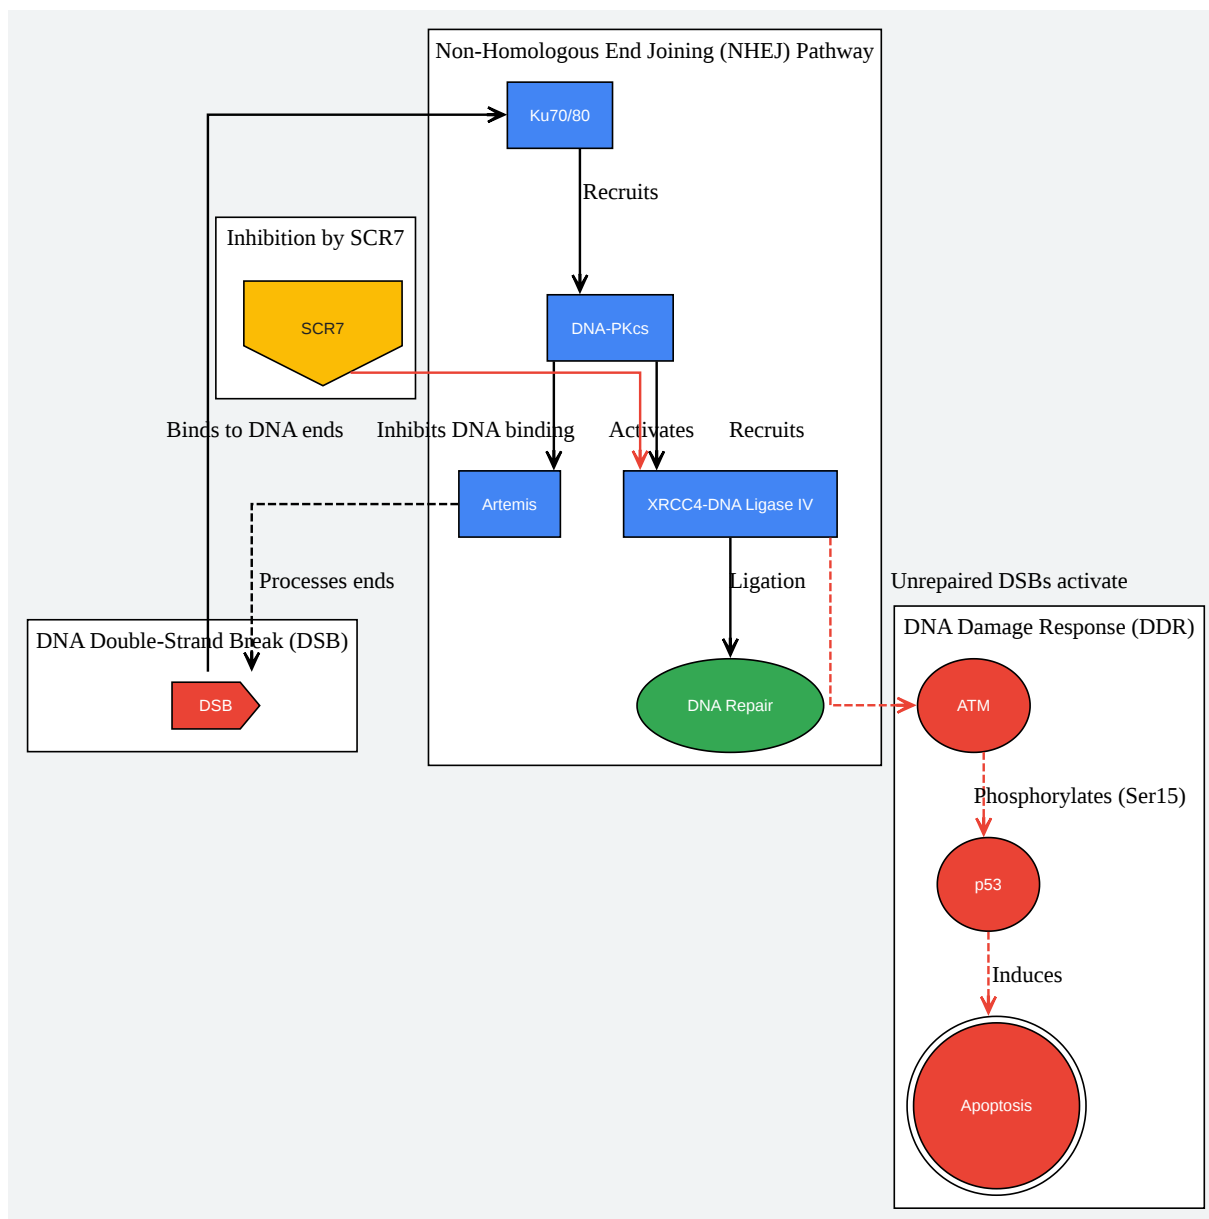 Non-Homologous End Joining (NHEJ) Pathway
Ku70/80
Recruits
Inhibition by SCR7
SCR7
DNA-PKcs
Binds to DNA ends
Inhibits DNA binding
Activates
Recruits
Artemis
XRCC4-DNA Ligase IV
Processes ends
Ligation
Unrepaired DSBs activate
DNA Double-Strand Break (DSB)
DNA Damage Response (DDR)
DSB
DNA Repair
ATM
Phosphorylates (Ser15)
p53
Induces
Apoptosis